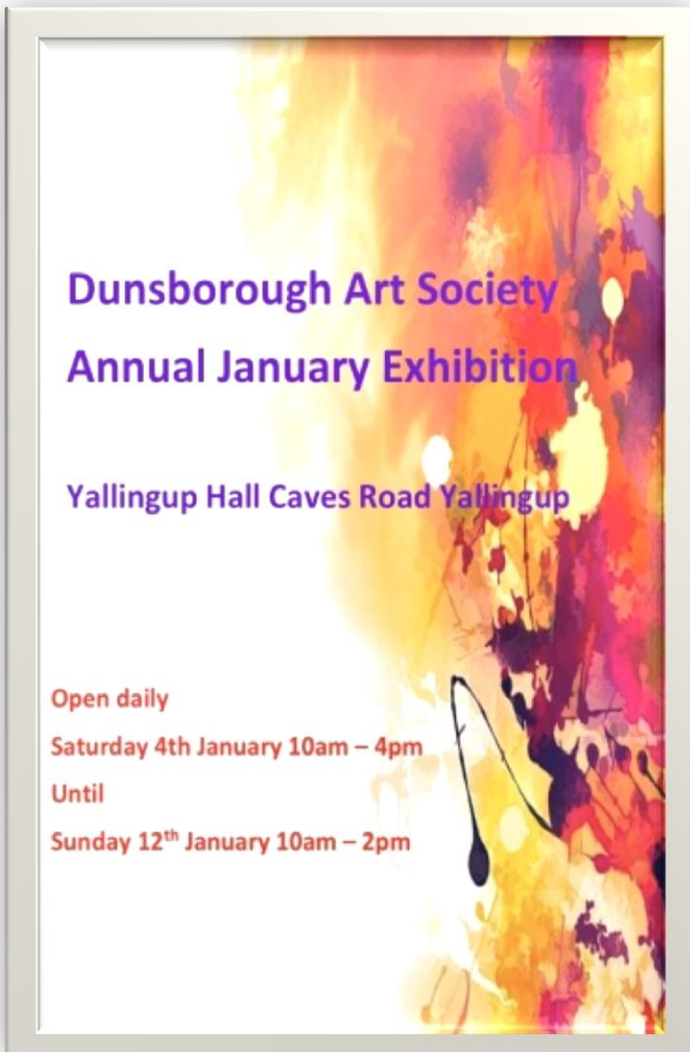 Dunsborough Art Society
Annual January Exhibition
Yallingup Hall Caves Road Yallingup
Open daily
Saturday 4th January 10am – 4pm
Until
Sunday 12th January 10am – 2pm